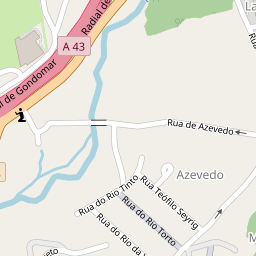 La
Radial de
A 43
al de Gondomar
Rua de Azevedo
Azevedo
Rua do Rio Tinto
Rua Teófilo Seyrig
Rua do Rio Torto
Rua do Rio da
M